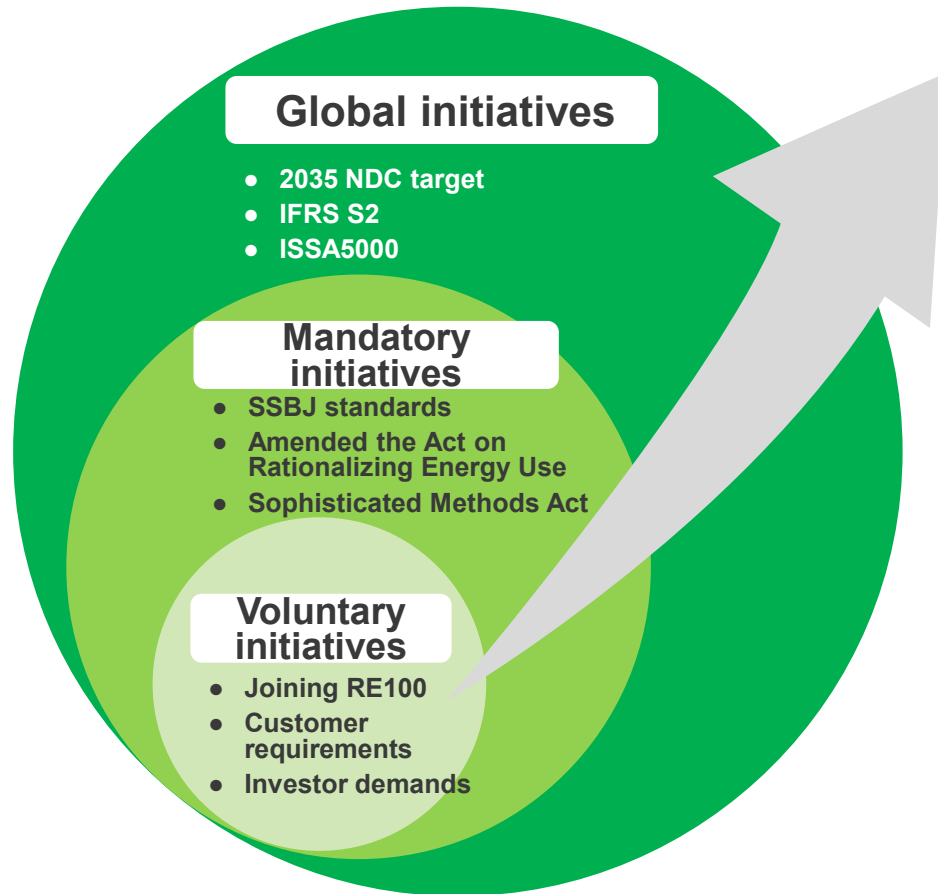 Global initiatives
● 2035 NDC target
● IFRS S2
● ISSA5000
Mandatory
initiatives
● SSBJ standards
● Amended the Act on
Rationalizing Energy Use
● Sophisticated Methods Act
Voluntary
initiatives
● Joining RE100
● Customer
requirements
● Investor demands